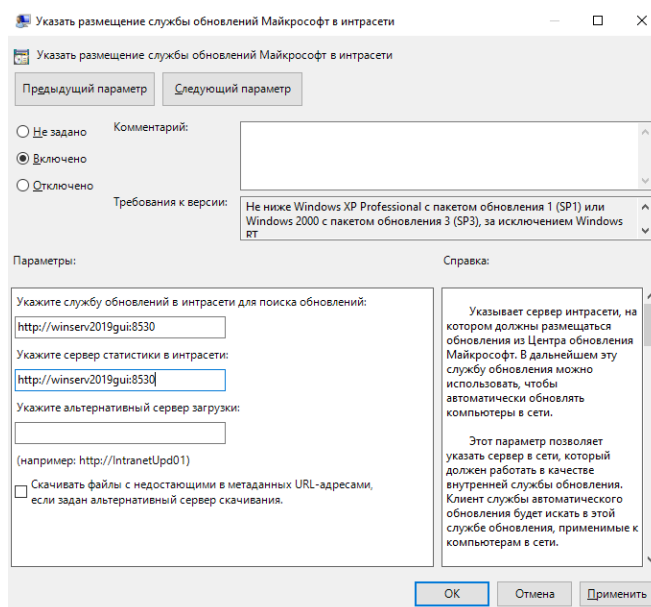 Указать размещение службы обновлений Майкрософт в интрасети
Указать размещение службы обновлений Майкрософт в интрасети
Предыдущий параметр
Следующий параметр
Не задано
Комментарий:
Включено
Отключено
Требования к версии:
Не ниже Windows XP Professional с пакетом обновления 1 (SP1) или
Windows 2000 с пакетом обновления 3 (SP3), за исключением Windows
RT
Параметры:
Справка:
Укажите службу обновлений в интрасети для поиска обновлений:
http://winserv2019gui:8530
Укажите сервер статистики в интрасети:
http://winserv2019gui:8530
Укажите альтернативный сервер загрузки:
(например: http://IntranetUpd01)
Скачивать файлы с недостающими в метаданных URL-адресами,
если задан альтернативный сервер скачивания.
Указывает сервер интрасети, на
котором должны размещаться
обновления из Центра обновления
Майкрософт. В дальнейшем эту
службу обновления можно
использовать, чтобы
автоматически обновлять
компьютеры в сети.
Этот параметр позволяет
указать сервер в сети, который
должен работать в качестве
внутренней службы обновления.
Клиент службы автоматического
обновления будет искать в этой
службе обновления, применимые к
компьютерам в сети.
ОК
Отмена
Применить